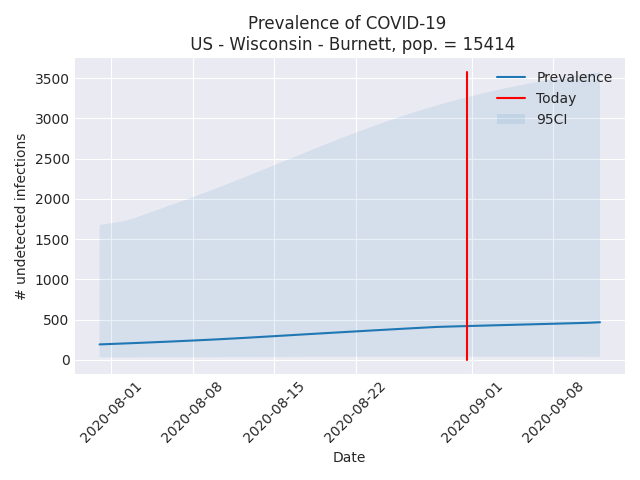 Prevalence of COVID-19
US - Wisconsin - Burnett, pop. = 15414
3500
3000
2500
2000
1500
1000
500
0
# undetected infections
Prevalence
Today
95CI
2020-08-01
2020-08-08
2020-08-15
2020-08-22
2020-09-01
2020-09-08
Date